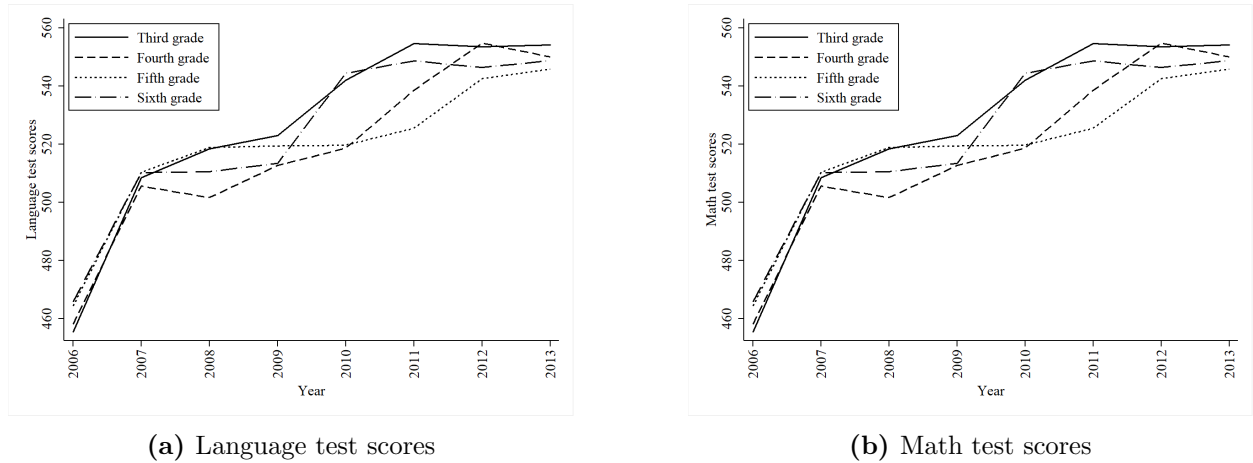 Third grade
Fourth grade
Fifth grade
Sixth grade
Language test scores
560
540
520
500
480
460
2006
2007
2008
2009
2010
2011
2012
2013
Year
(a) Language test scores
Third grade
Fourth grade
Fifth grade
Sixth grade
Math test scores
560
540
520
500
480
460
2006
2007
2008
2009
2010
2011
2012
2013
Year
(b) Math test scores